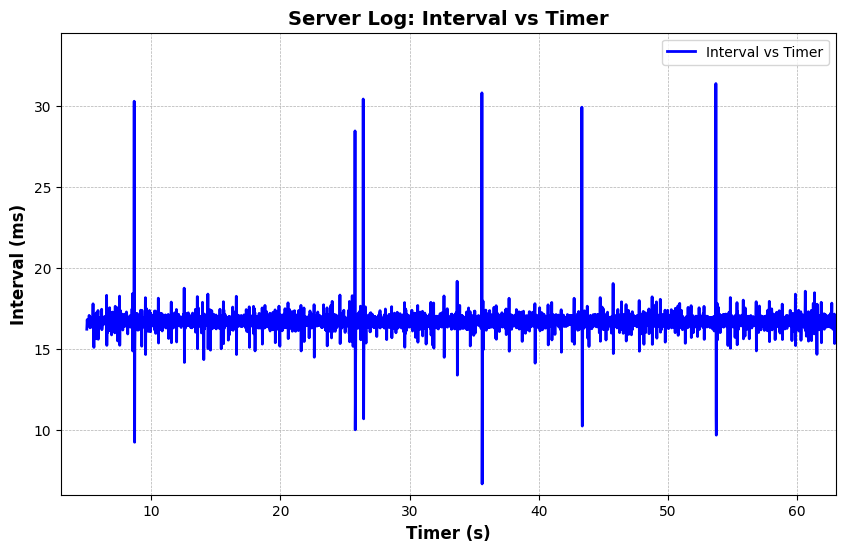 Server Log: Interval vs Timer
Interval vs Timer
30
25
20
15
10
Interval (ms)
10 20 30 40 50 60
Timer (s)